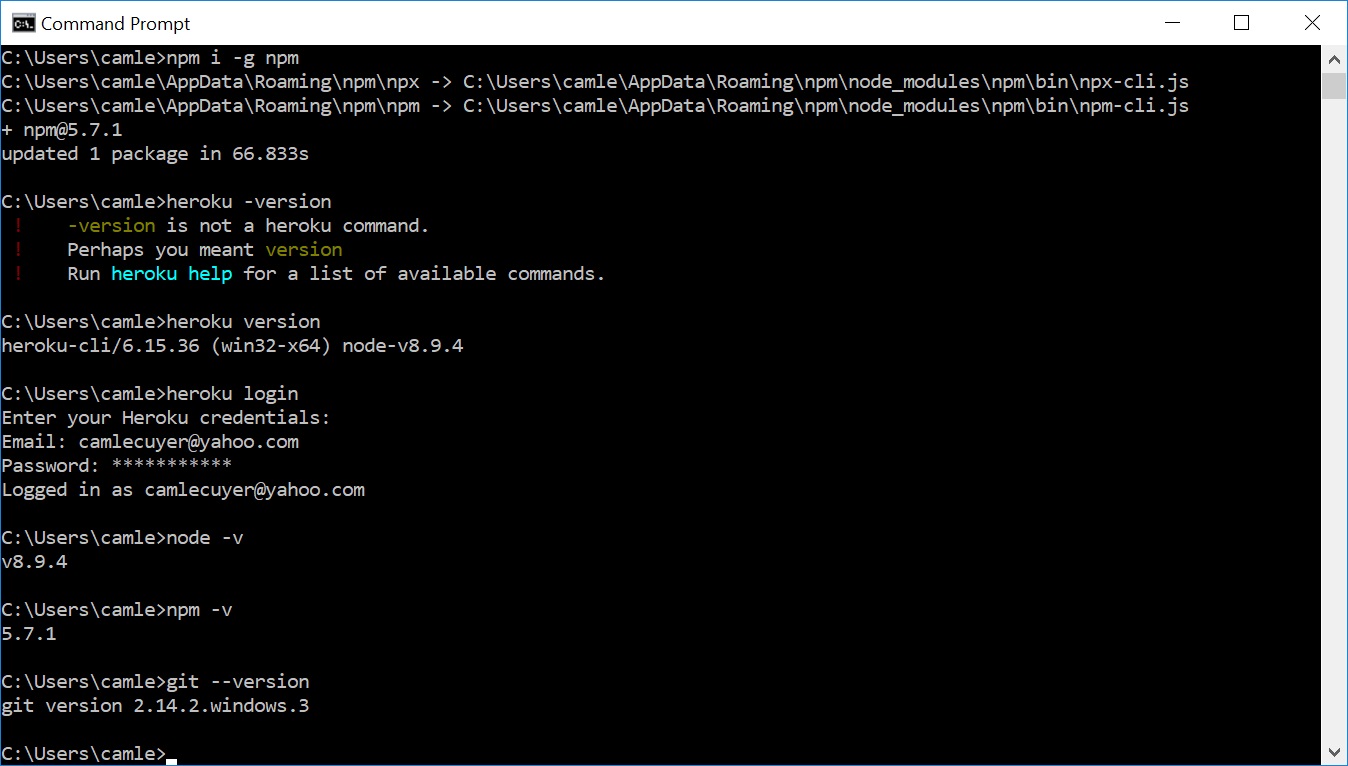 Command Prompt
C:\Users\camle>npm i -g npm
C:\Users\camle\AppData\Roaming\npm\npx -> C:\Users\camle\AppData\Roaming\npm\node_modules\npm\bin\npx-cli.js
C:\Users\camle\AppData\Roaming\npm\npm -> C:\Users\camle\AppData\Roaming\npm\node_modules\npm\bin\npm-cli.js
+ npm@5.7.1
updated 1 package in 66.833s
C:\Users\camle>heroku -version
! -version is not a heroku command.
! Perhaps you meant version
! Run heroku help for a list of available commands.
C:\Users\camle>heroku version
heroku-cli/6.15.36 (win32-x64) node-v8.9.4
C:\Users\camle>heroku login
Enter your Heroku credentials:
Email: camlecuyer@yahoo.com
Password: ***********
Logged in as camlecuyer@yahoo.com
C:\Users\camle>node -v
v8.9.4
C:\Users\camle>npm -v
5.7.1
C:\Users\camle>git --version
git version 2.14.2.windows.3
C:\Users\camle>